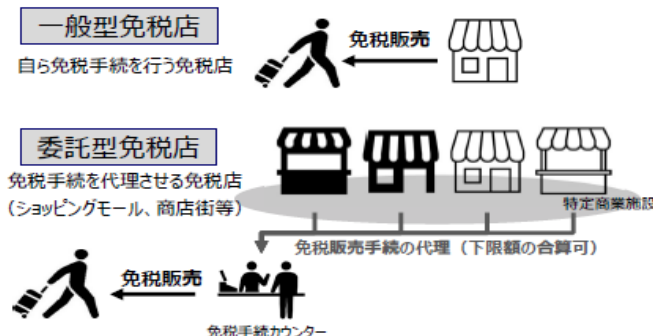 一般型免税店
自ら免税手続を行う免税店
免税販売
委託型免税店
免税手続を代理させる免税店
（ショッピングモール、商店街等）
特定商業施設
免税販売手続の代理（下限額の合算可）
免税販売
免税手続カウンター